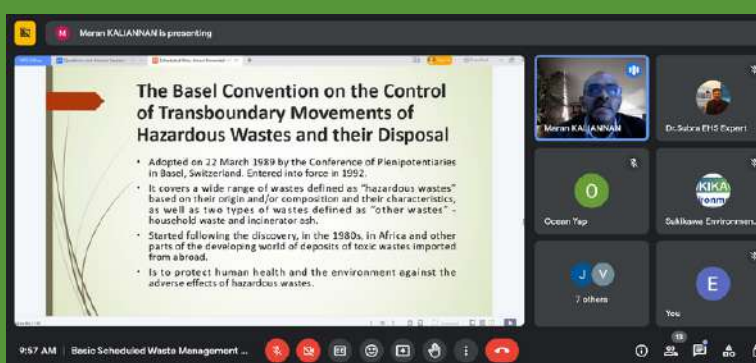 M Meran KALIANNAN is presenting
The Basel Convention on the Control
of Transboundary Movements of
Hazardous Wastes and their Disposal
• Adopted on 22 March 1989 by the Conference of Plenipotentiaries
in Basel, Switzerland. Entered into force in 1992.
• It covers a wide range of wastes defined as “hazardous wastes”
based on their origin and/or composition and their characteristics,
as well as two types of wastes defined as “other wastes” -
household waste and incinerator ash.
• Started following the discovery, in the 1980s, in Africa and other
parts of the developing world of deposits of toxic wastes imported
from abroad.
• Is to protect human health and the environment against the
adverse effects of hazardous wastes.
Meran KALIANNAN
Dr.Subra EHS Expert
O
Ocean Yap
KIKA
Sukikawa Environmen...
J V
7 others
E
You
9:57 AM | Basic Scheduled Waste Management ...
13